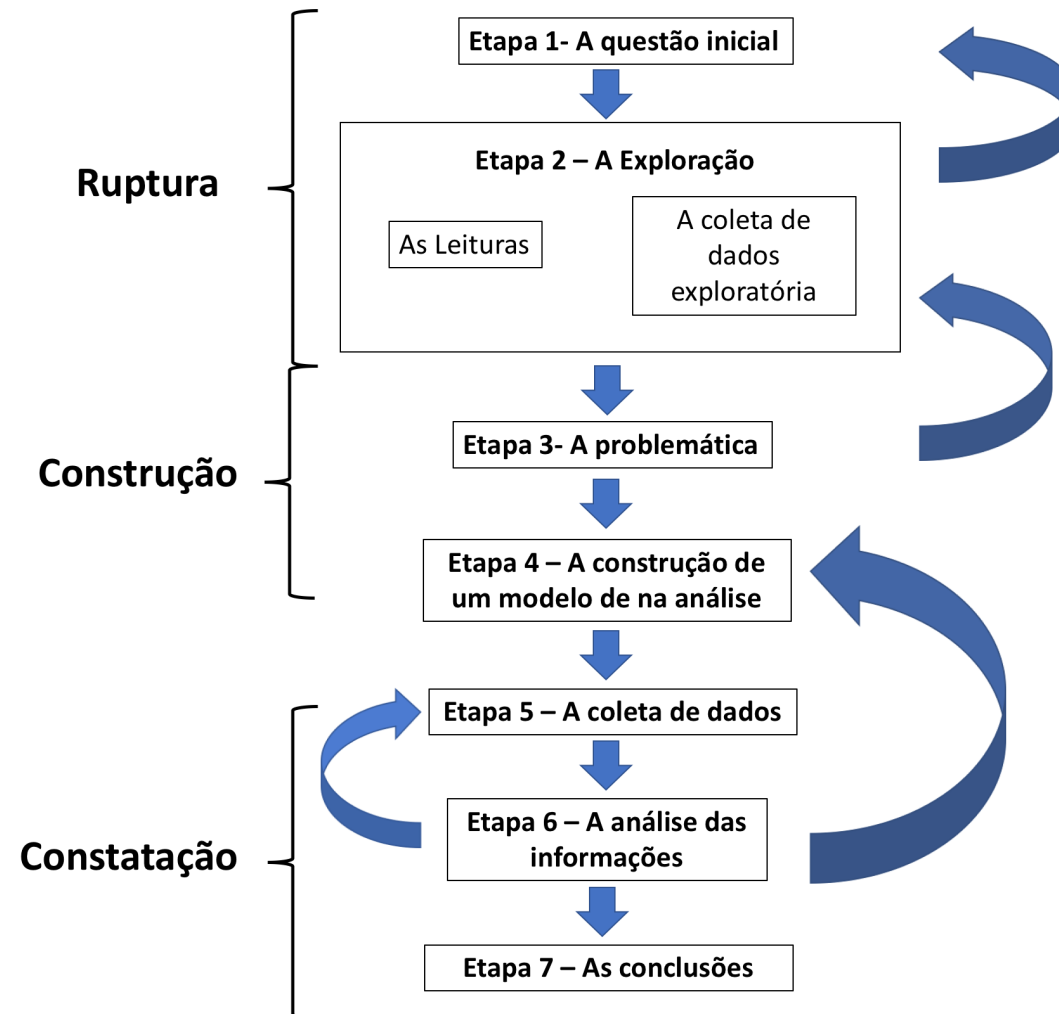 Etapa 1- A questão inicial
Ruptura
Etapa 2 – A Exploração
As Leituras
A coleta de
dados
exploratória
Construção
Etapa 3- A problemática
Etapa 4 – A construção de
um modelo de na análise
Constatação
Etapa 5 – A coleta de dados
Etapa 6 – A análise das
informações
Etapa 7 – As conclusões